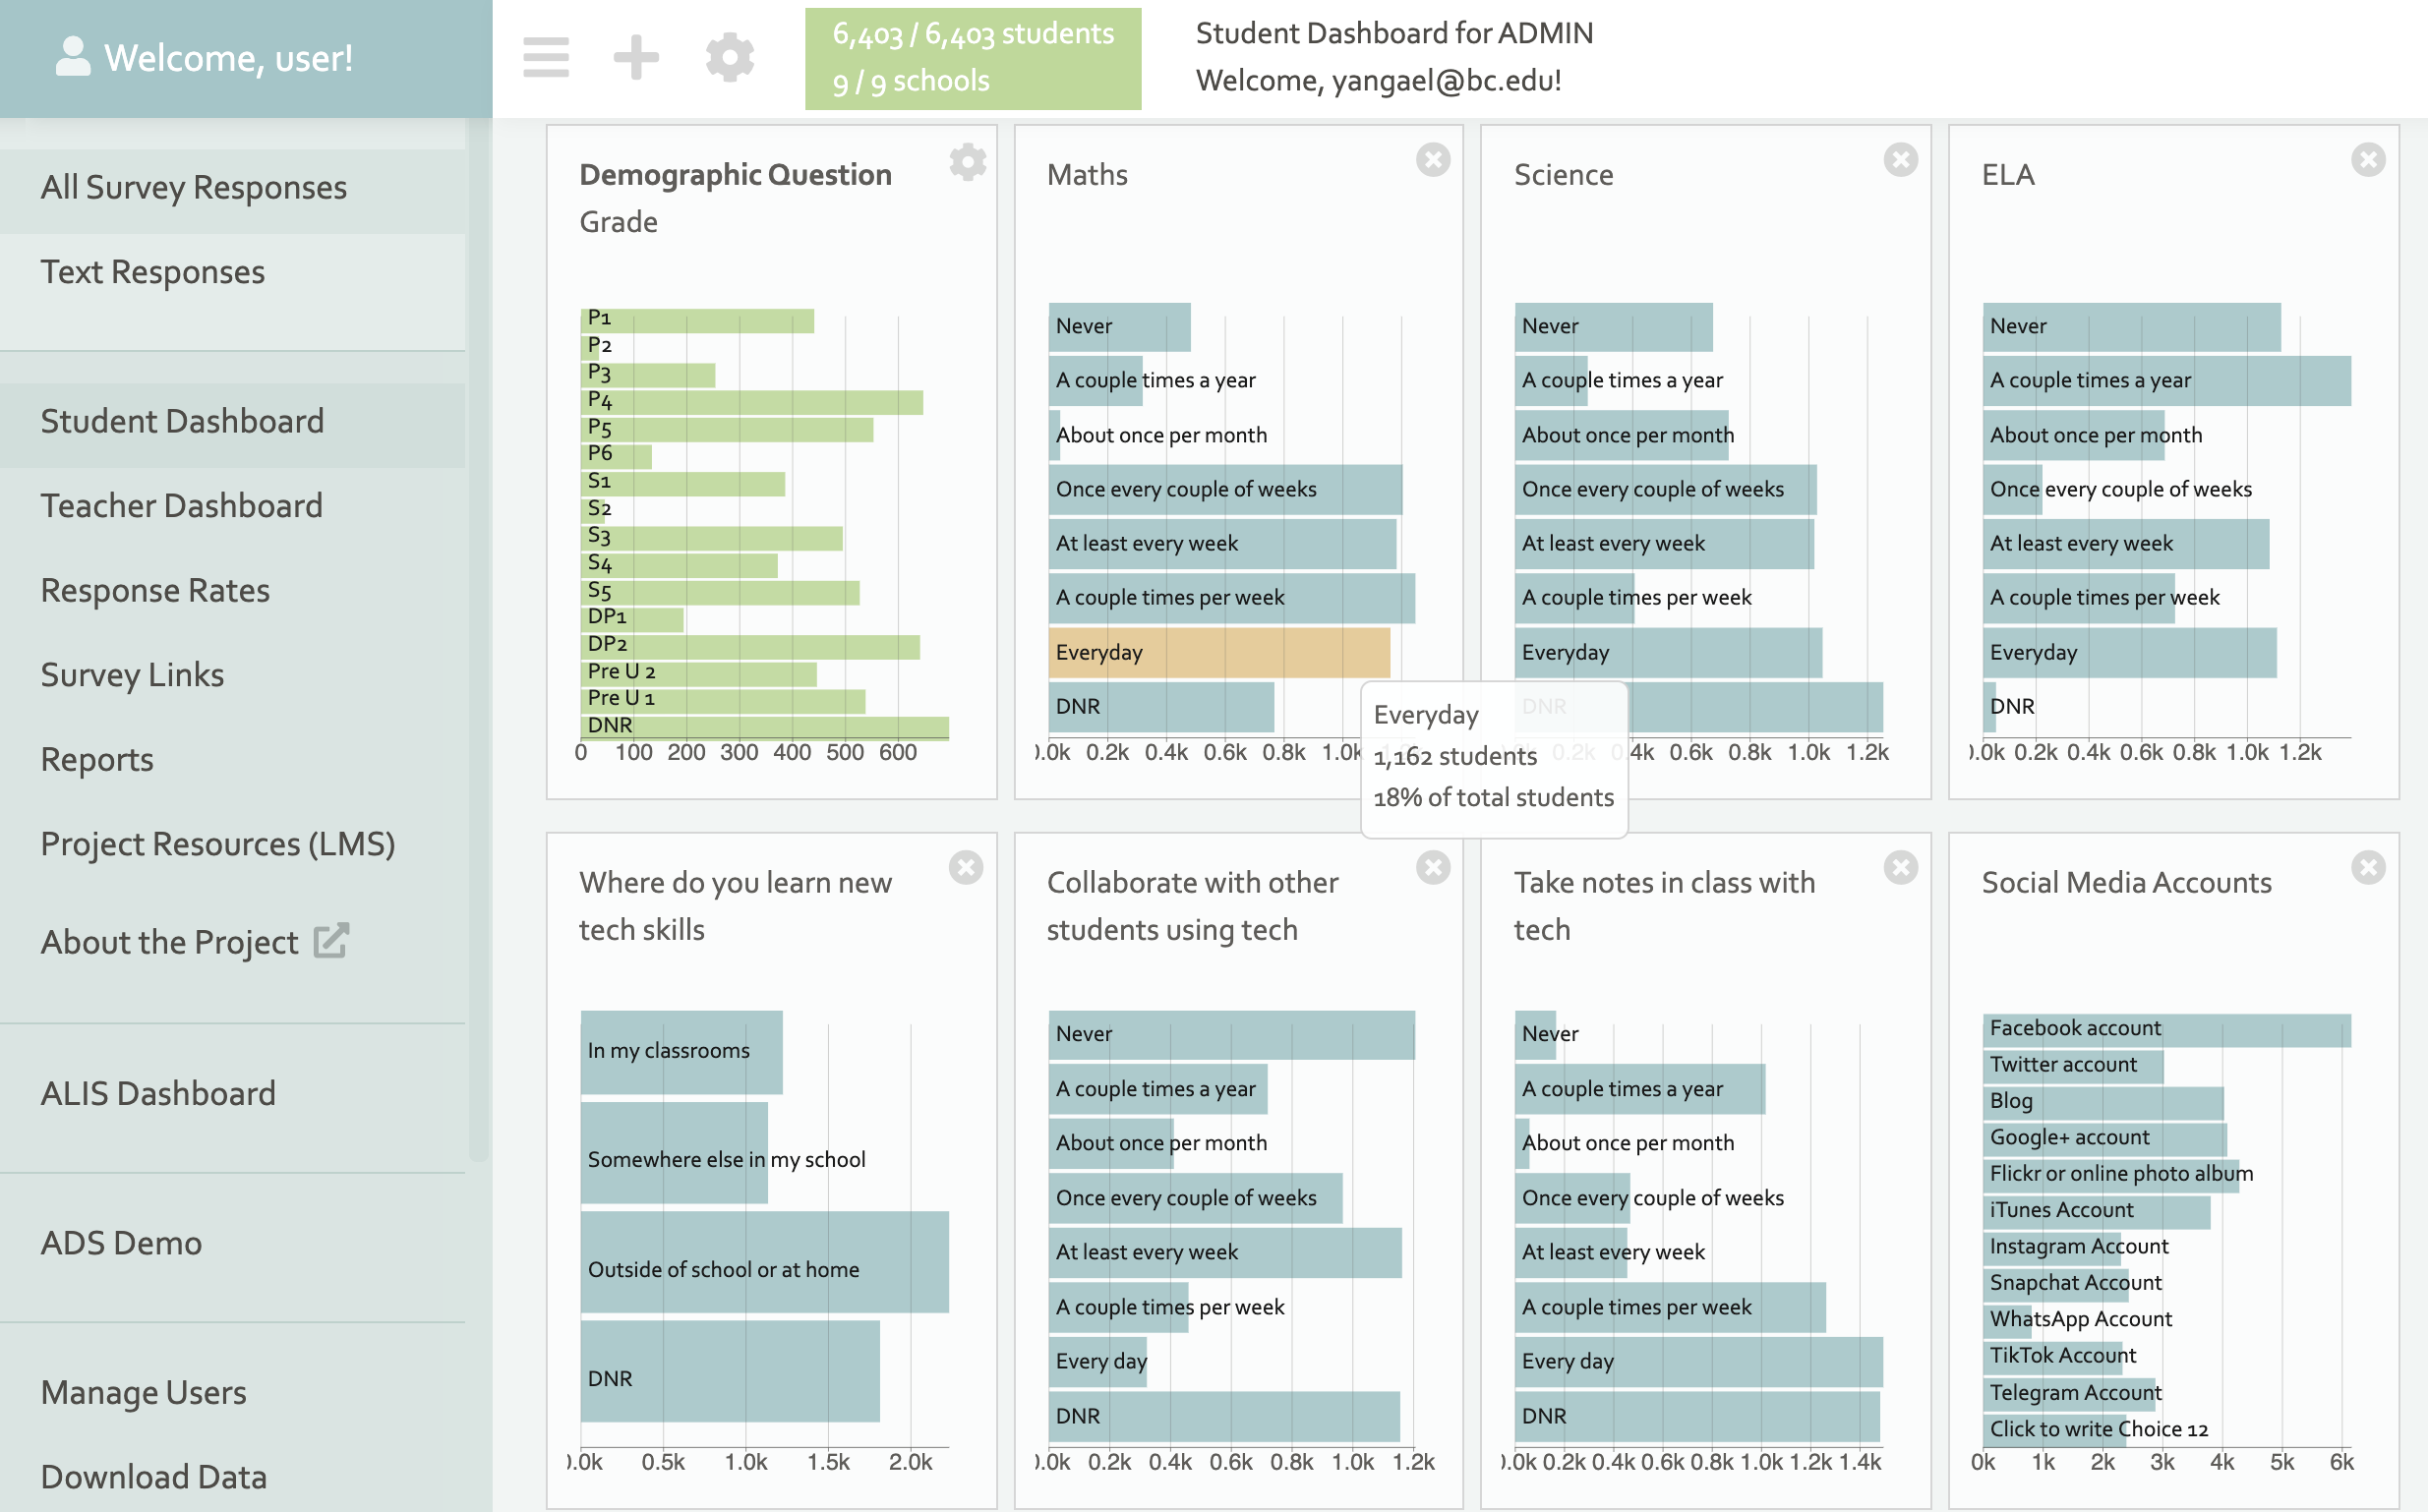 Welcome, user!
6,403 / 6,403 students
9 / 9 schools
Student Dashboard for ADMIN
Welcome, yangael@bc.edu!
All Survey Responses
Text Responses
Student Dashboard
Teacher Dashboard
Response Rates
Survey Links
Reports
Project Resources (LMS)
About the Project
ALIS Dashboard
ADS Demo
Manage Users
Download Data
Demographic Question
Grade
P1
P2
P3
P4
P5
P6
S1
S2
S3
S4
S5
DP1
DP2
Pre U 2
Pre U 1
DNR
0 100 200 300 400 500 600
Maths
Never
A couple times a year
About once per month
Once every couple of weeks
At least every week
A couple times per week
Everyday
DNR
0.0k 0.2k 0.4k 0.6k 0.8k 1.0k
Everyday
1,162 students
18% of total students
Science
Never
A couple times a year
About once per month
Once every couple of weeks
At least every week
A couple times per week
Everyday
DNR
0.2k 0.4k 0.6k 0.8k 1.0k 1.2k
ELA
Never
A couple times a year
About once per month
Once every couple of weeks
At least every week
A couple times per week
Everyday
DNR
0.0k 0.2k 0.4k 0.6k 0.8k 1.0k 1.2k
Where do you learn new
tech skills
In my classrooms
Somewhere else in my school
Outside of school or at home
DNR
0.0k 0.5k 1.0k 1.5k 2.0k
Collaborate with other
students using tech
Never
A couple times a year
About once per month
Once every couple of weeks
At least every week
A couple times per week
Every day
DNR
0.0k 0.2k 0.4k 0.6k 0.8k 1.0k 1.2k
Take notes in class with
tech
Never
A couple times a year
About once per month
Once every couple of weeks
At least every week
A couple times per week
Every day
DNR
0.0k 0.2k 0.4k 0.6k 0.8k 1.0k 1.2k 1.4k
Social Media Accounts
Facebook account
Twitter account
Blog
Google+ account
Flickr or online photo album
iTunes Account
Instagram Account
Snapchat Account
WhatsApp Account
TikTok Account
Telegram Account
Click to write Choice 12
0k 1k 2k 3k 4k 5k 6k